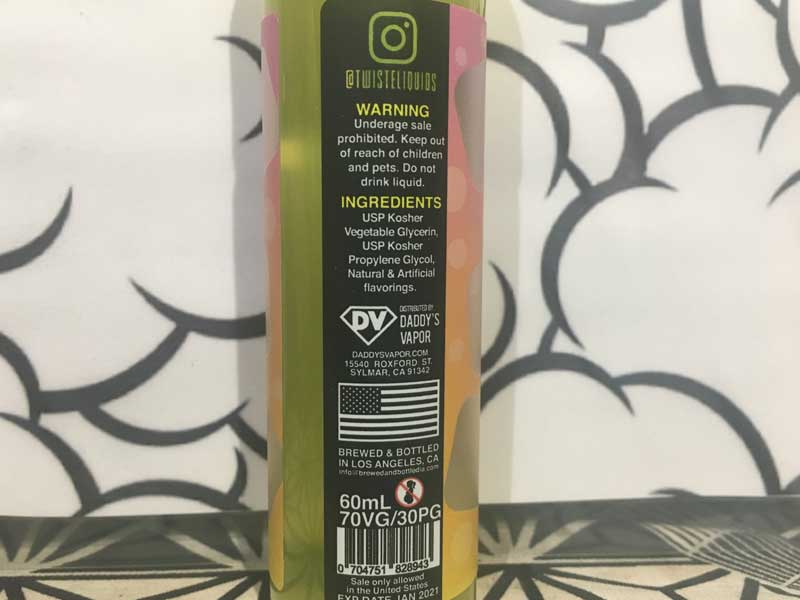 @TWISTELIQUIDS
WARNING
Underage sale
prohibited. Keep out
of reach of children
and pets. Do not
drink liquid.
INGREDIENTS
USP Kosher
Vegetable Glycerin,
USP Kosher
Propylene Glycol,
Natural & Artificial
flavorings.
DV
DISTRIBUTED BY
DADDY'S
VAPOR
DADDYSVAPOR.COM
15540 ROXFORD ST.
SYLMAR, CA 91342
BREWED & BOTTLED
IN LOS ANGELES, CA
info@brewedandbottledla.com
60mL
70VG/30PG
0 704751 828943
Sale only allowed
in the United States
EXP DATE JAN 2021